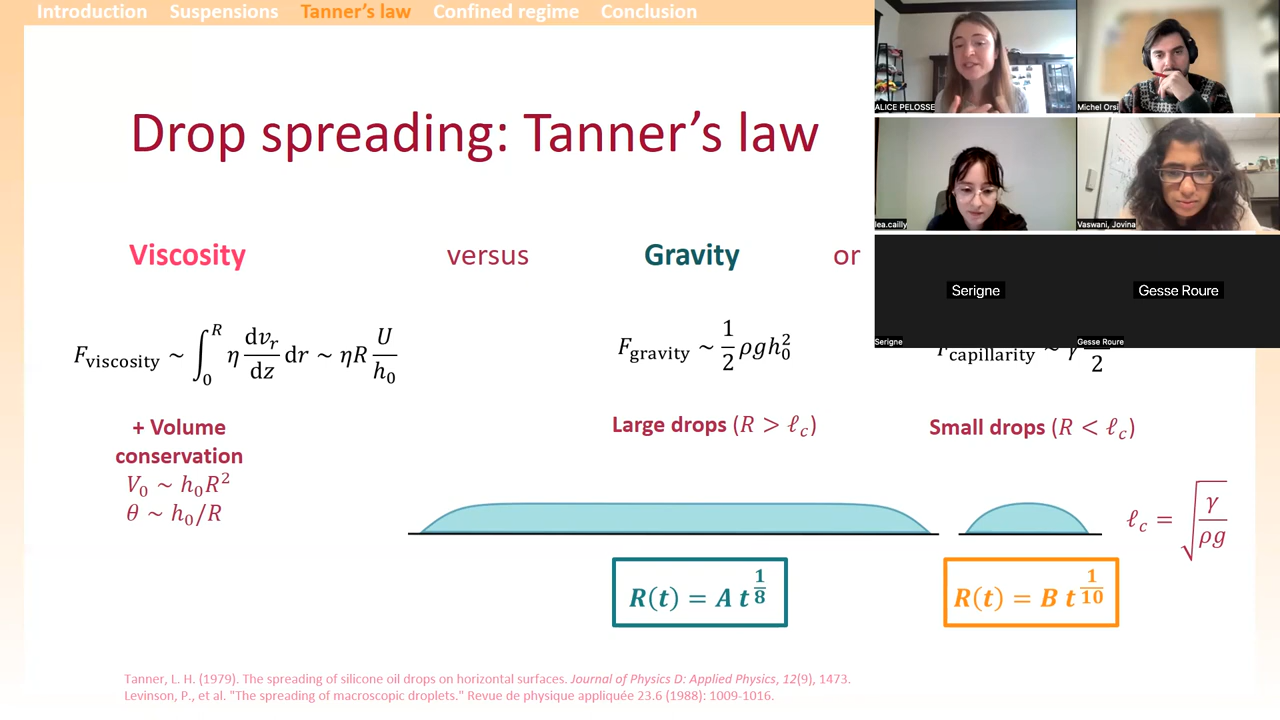 Introduction Suspensions Tanner's law Confined regime Conclusion
Drop spreading: Tanner's law
Viscosity versus Gravity or
F_viscosity ~ ∫₀ᴿ η dv_r/dz dr ~ ηR U/h₀
F_gravity ~ 1/2 ρgh₀²
F_capillarity ~ γ /2
+ Volume
conservation
V₀ ~ h₀R²
θ ~ h₀/R
Large drops (R > ℓ_c)
Small drops (R < ℓ_c)
ℓ_c = √(γ/ρg)
R(t) = A t^(1/8)
R(t) = B t^(1/10)
Tanner, L. H. (1979). The spreading of silicone oil drops on horizontal surfaces. Journal of Physics D: Applied Physics, 12(9), 1473.
Levinson, P., et al. "The spreading of macroscopic droplets." Revue de physique appliquée 23.6 (1988): 1009-1016.
ALICE PELOSSE
Michel Orsi
lea.cailly
Vaswani, Jovina
Serigne
Gesse Roure
Serigne
Gesse Roure